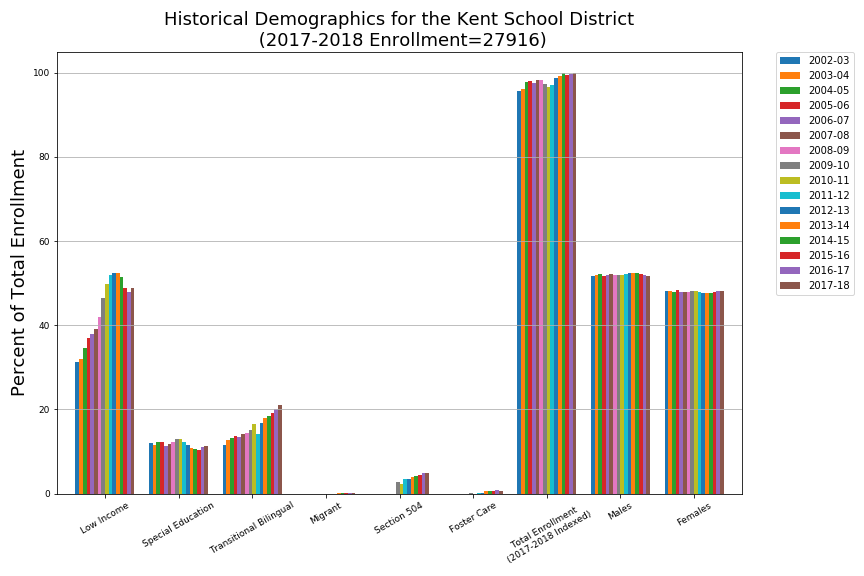 Historical Demographics for the Kent School District
(2017-2018 Enrollment=27916)
Percent of Total Enrollment
100
80
60
40
20
0
Low Income
Special Education
Transitional Bilingual
Migrant
Section 504
Foster Care
Total Enrollment
(2017-2018 Indexed)
Males
Females
2002-03
2003-04
2004-05
2005-06
2006-07
2007-08
2008-09
2009-10
2010-11
2011-12
2012-13
2013-14
2014-15
2015-16
2016-17
2017-18